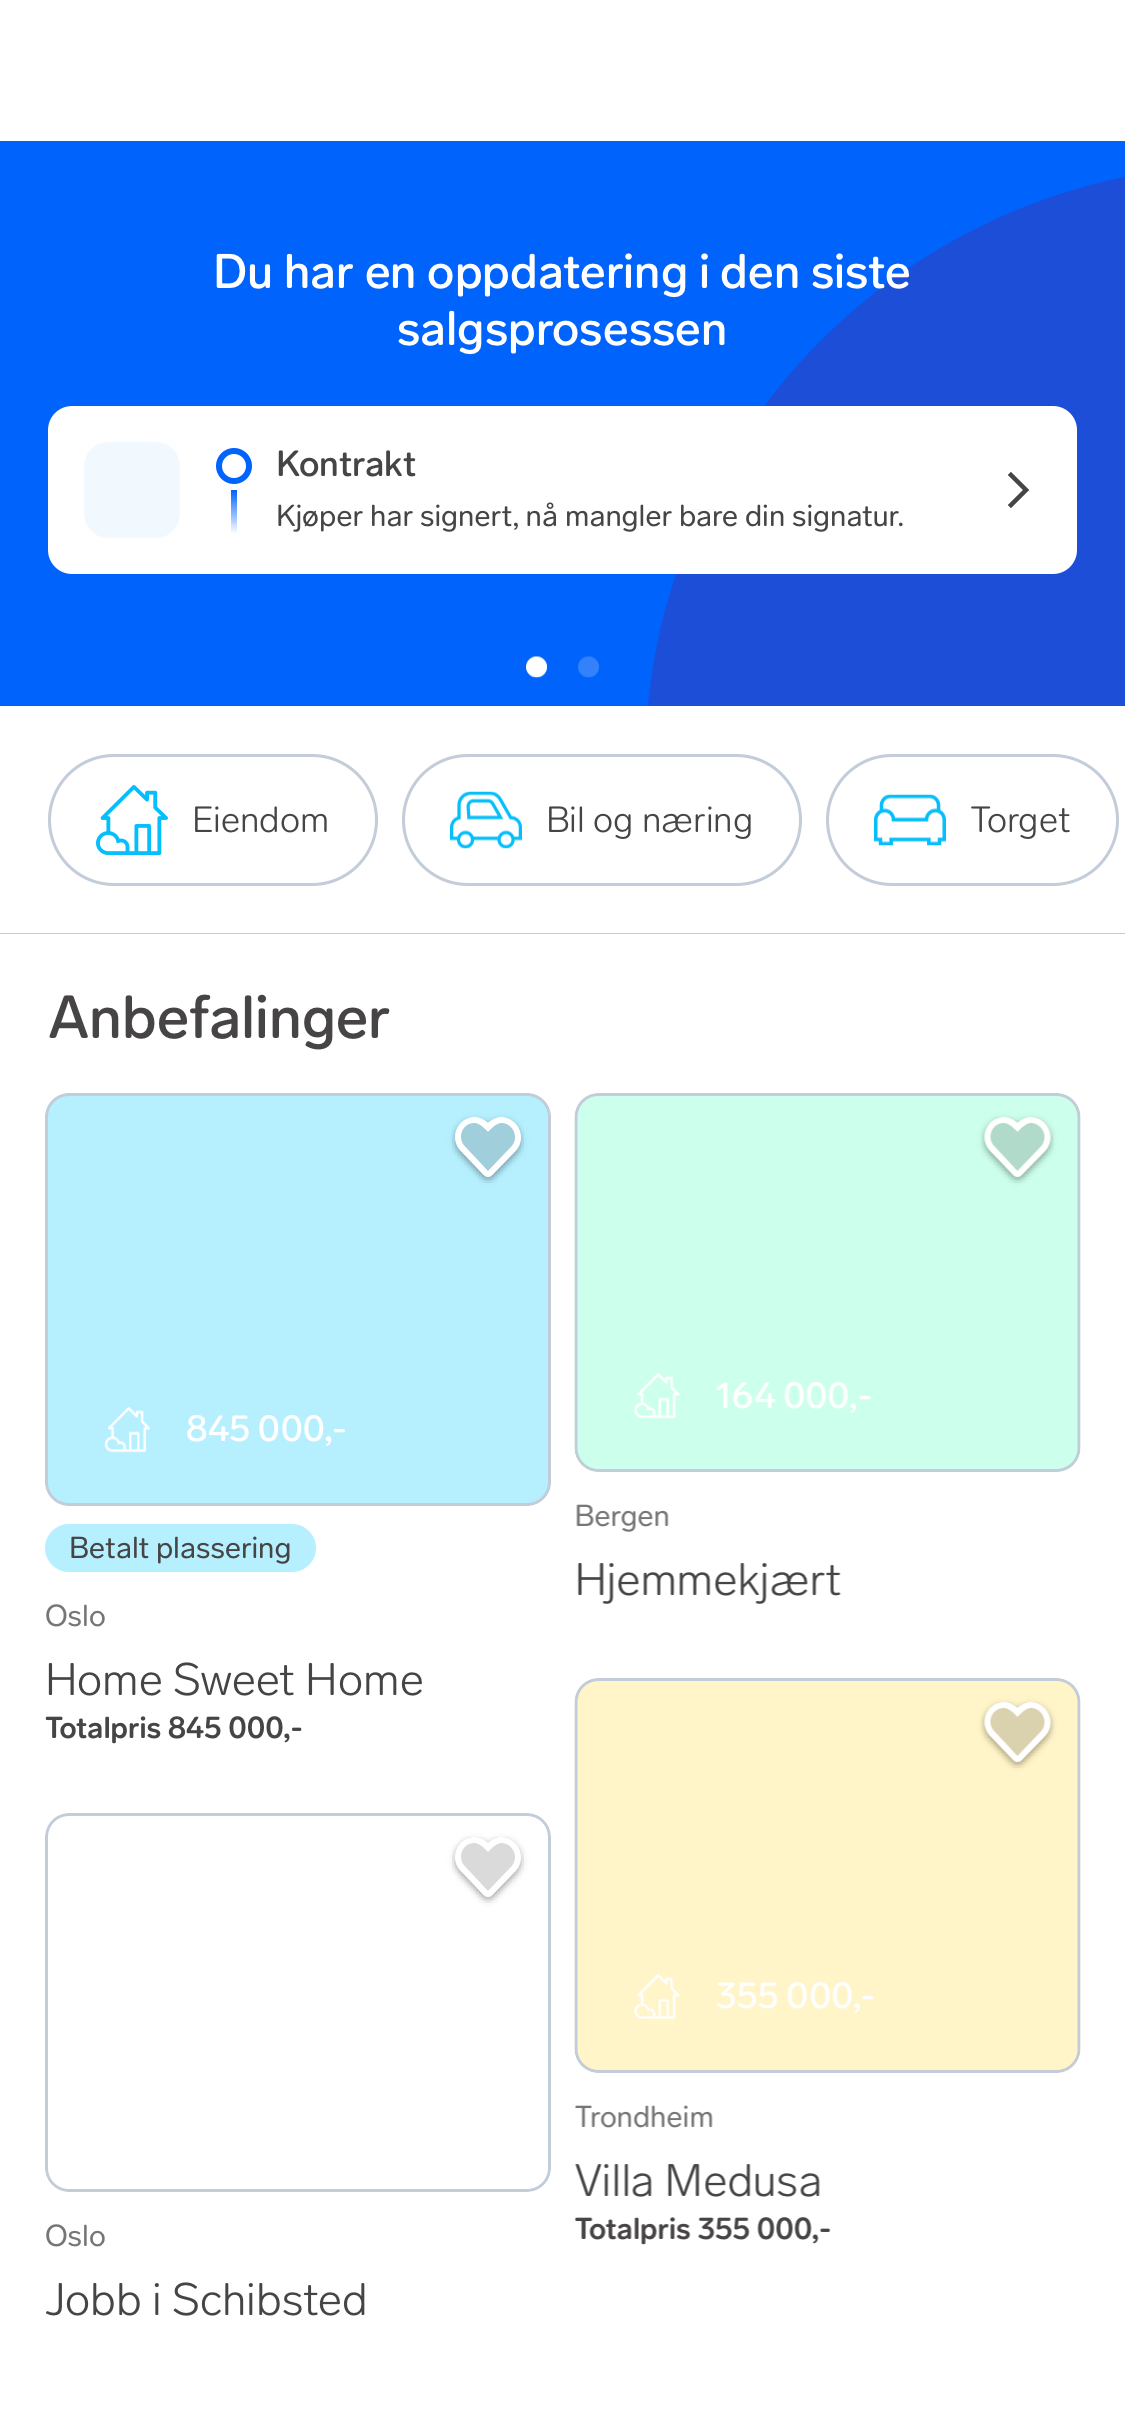 Du har en oppdatering i den siste
salgsprosessen
Kontrakt
Kjøper har signert, nå mangler bare din signatur.
Eiendom
Bil og næring
Torget
Anbefalinger
845 000,-
Betalt plassering
Oslo
Home Sweet Home
Totalpris 845 000,-
164 000,-
Bergen
Hjemmekjært
355 000,-
Trondheim
Villa Medusa
Totalpris 355 000,-
Oslo
Jobb i Schibsted